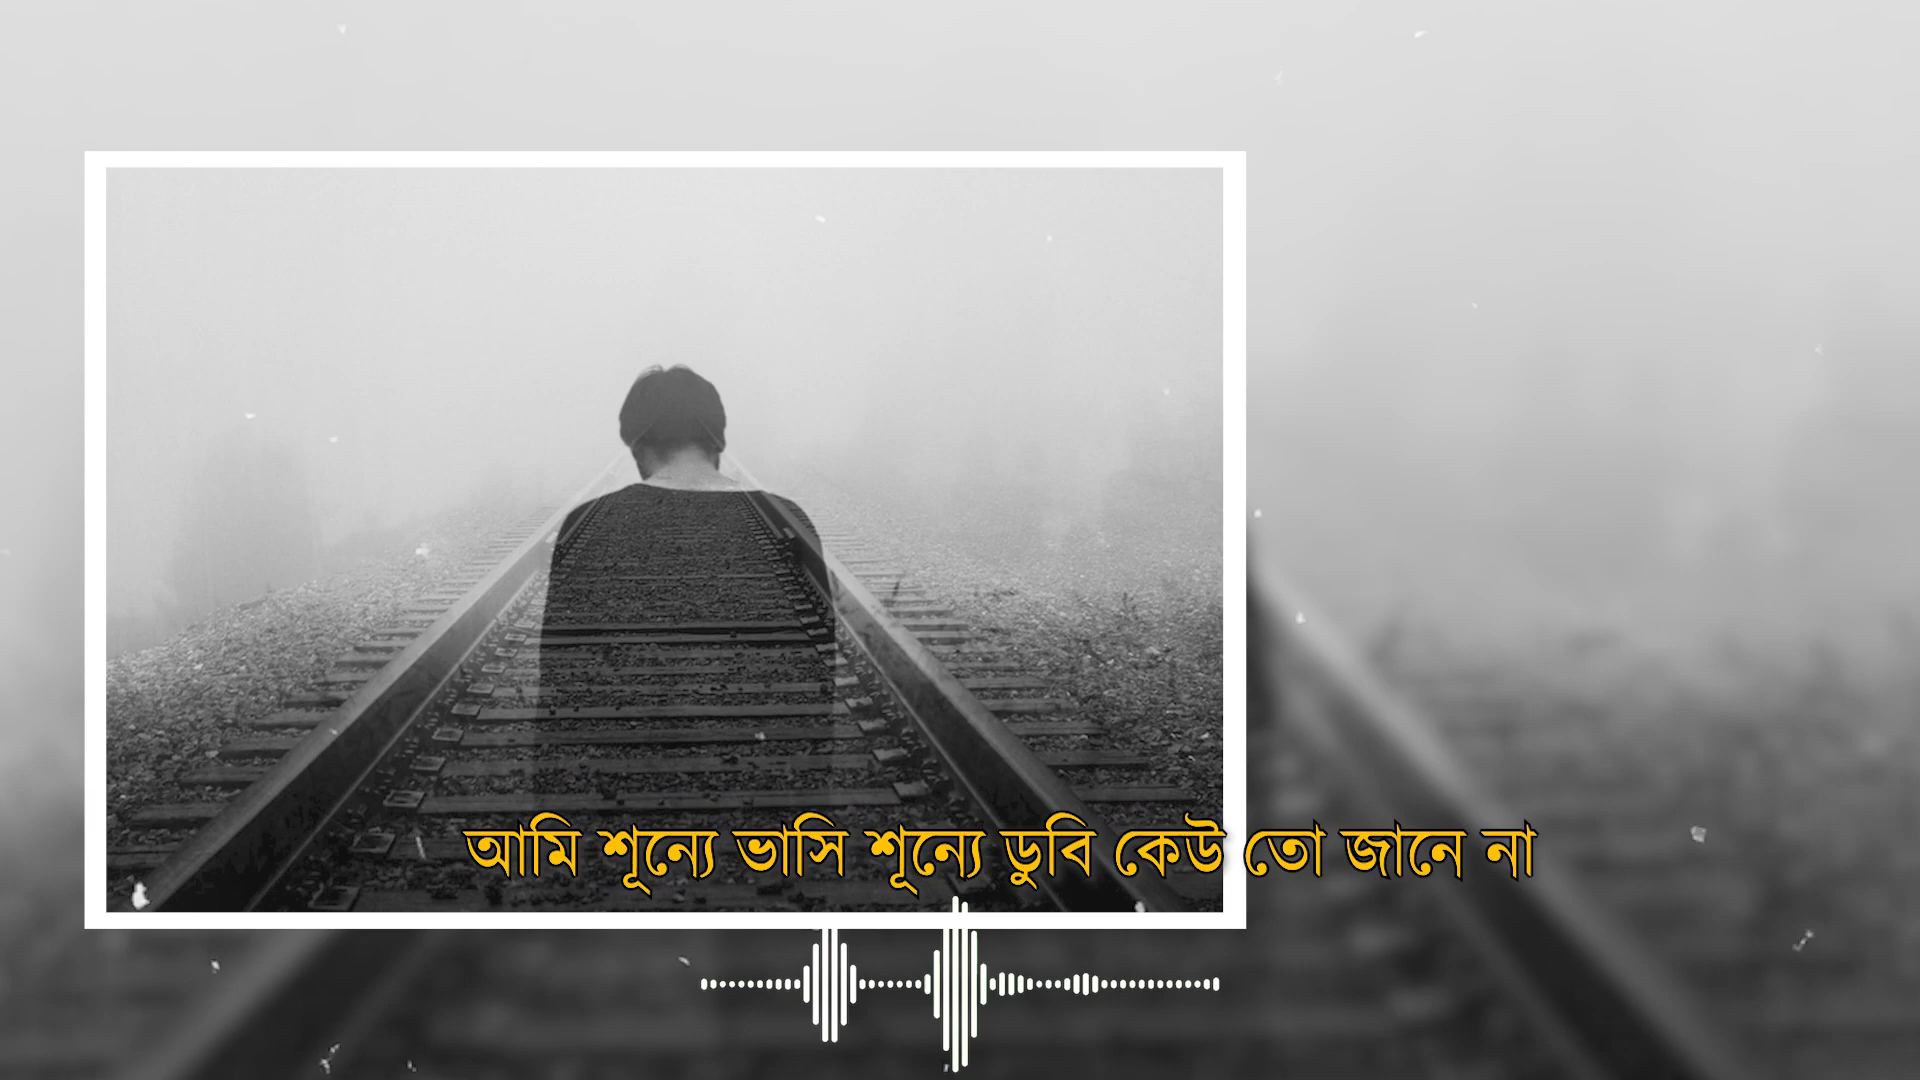 আমি শূন্যে ভাসি শূন্যে ডুবি কেউ তো জানে না